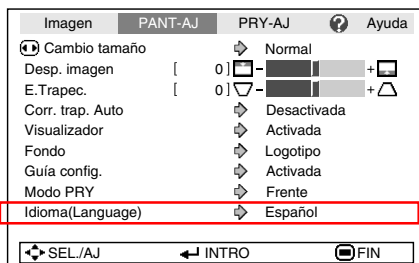 Imagen PANT-AJ PRY-AJ ? Ayuda
Cambio tamaño Normal
Desp. imagen [ 0 ] - +
E.Trapec. [ 0 ] - +
Corr. trap. Auto Desactivada
Visualizador Activada
Fondo Logotipo
Guía config. Activada
Modo PRY Frente
Idioma(Language) Español
SEL./AJ INTRO FIN